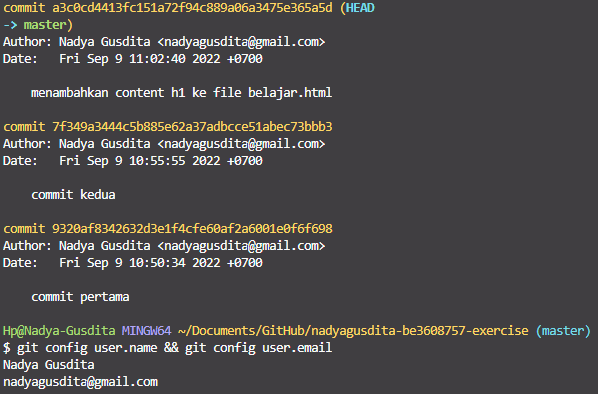 commit a3c0cd4413fc151a72f94c889a06a3475e365a5d (HEAD
-> master)
Author: Nadya Gusdita <nadyagusdita@gmail.com>
Date:   Fri Sep 9 11:02:40 2022 +0700

    menambahkan content h1 ke file belajar.html

commit 7f349a3444c5b885e62a37adbcce51abec73bbb3
Author: Nadya Gusdita <nadyagusdita@gmail.com>
Date:   Fri Sep 9 10:55:55 2022 +0700

    commit kedua

commit 9320af8342632d3e1f4cfe60af2a6001e0f6f698
Author: Nadya Gusdita <nadyagusdita@gmail.com>
Date:   Fri Sep 9 10:50:34 2022 +0700

    commit pertama

Hp@Nadya-Gusdita MINGW64 ~/Documents/GitHub/nadyagusdita-be3608757-exercise (master)
$ git config user.name && git config user.email
Nadya Gusdita
nadyagusdita@gmail.com